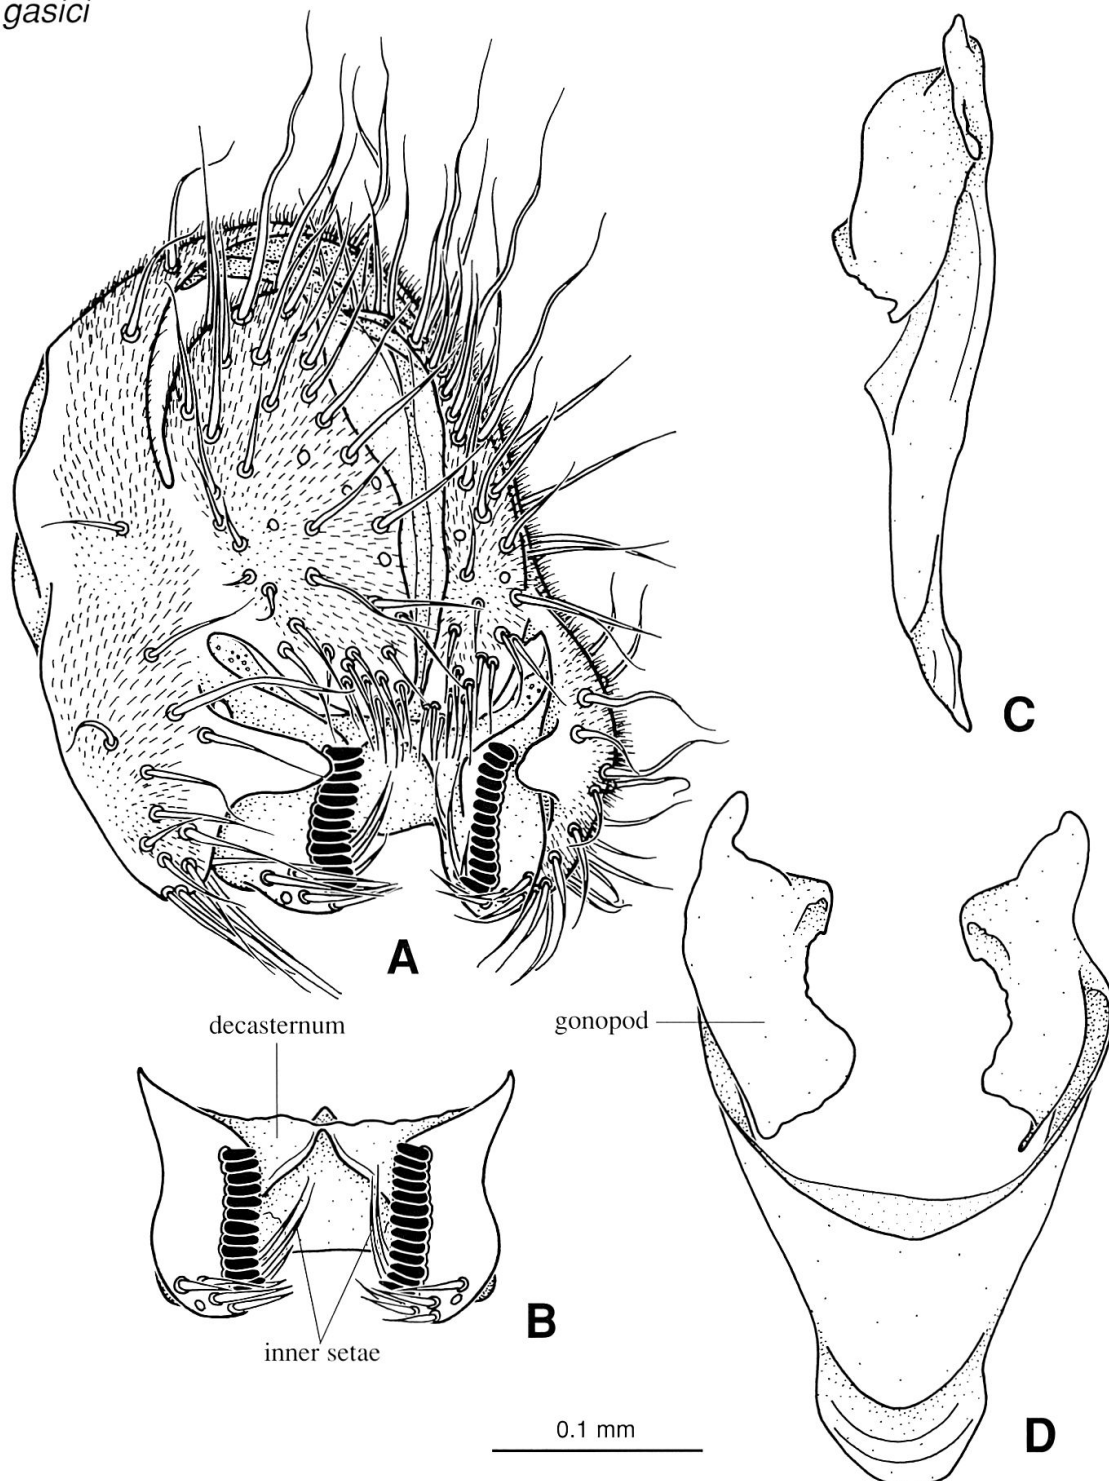 gasici
A
C
decasternum
gonopod
B
inner setae
0.1 mm
D